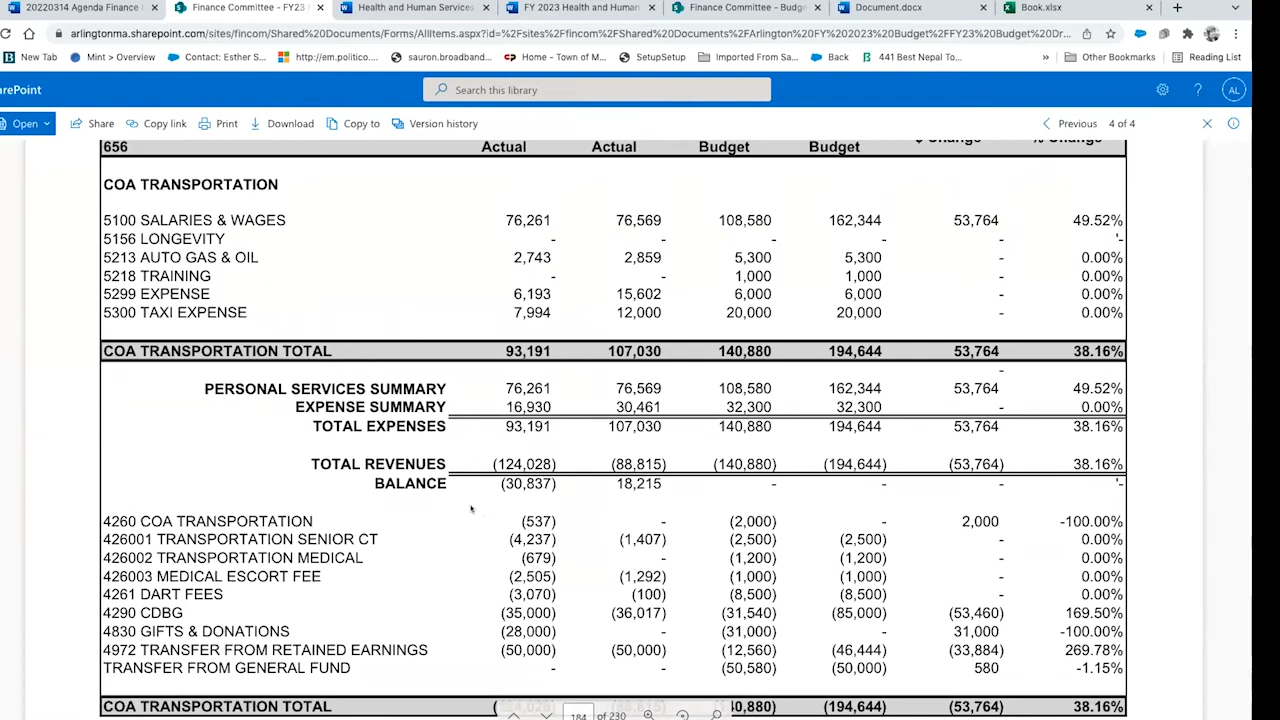 20220314 Agenda Finance
Finance Committee - FY23
Health and Human Services
FY 2023 Health and Human
Finance Committee - Budge
Document.docx
Book.xlsx
arlingtonma.sharepoint.com/sites/fincom/Shared%20Documents/Forms/AllItems.aspx?id=%2Fsites%2Ffincom%2FShared%20Documents%2FArlington%20FY%202023%20Budget%2FFY23%20Budget%20Dr...
New Tab
Mint > Overview
Contact: Esther S...
http://em.politico....
sauron.broadband...
Home - Town of M...
SetupSetup
Imported From Sa...
Back
441 Best Nepal To...
»
Other Bookmarks
Reading List
arePoint
Search this library
? AL
Open
Share
Copy link
Print
Download
Copy to
Version history
Previous 4 of 4
656 Actual Actual Budget Budget $ Change % Change
COA TRANSPORTATION
5100 SALARIES & WAGES 76,261 76,569 108,580 162,344 53,764 49.52%
5156 LONGEVITY - - - - - '-
5213 AUTO GAS & OIL 2,743 2,859 5,300 5,300 - 0.00%
5218 TRAINING - - 1,000 1,000 - 0.00%
5299 EXPENSE 6,193 15,602 6,000 6,000 - 0.00%
5300 TAXI EXPENSE 7,994 12,000 20,000 20,000 - 0.00%
COA TRANSPORTATION TOTAL 93,191 107,030 140,880 194,644 53,764 38.16%
-
PERSONAL SERVICES SUMMARY 76,261 76,569 108,580 162,344 53,764 49.52%
EXPENSE SUMMARY 16,930 30,461 32,300 32,300 - 0.00%
TOTAL EXPENSES 93,191 107,030 140,880 194,644 53,764 38.16%
TOTAL REVENUES (124,028) (88,815) (140,880) (194,644) (53,764) 38.16%
BALANCE (30,837) 18,215 - - - '-
4260 COA TRANSPORTATION (537) - (2,000) - 2,000 -100.00%
426001 TRANSPORTATION SENIOR CT (4,237) (1,407) (2,500) (2,500) - 0.00%
426002 TRANSPORTATION MEDICAL (679) - (1,200) (1,200) - 0.00%
426003 MEDICAL ESCORT FEE (2,505) (1,292) (1,000) (1,000) - 0.00%
4261 DART FEES (3,070) (100) (8,500) (8,500) - 0.00%
4290 CDBG (35,000) (36,017) (31,540) (85,000) (53,460) 169.50%
4830 GIFTS & DONATIONS (28,000) - (31,000) - 31,000 -100.00%
4972 TRANSFER FROM RETAINED EARNINGS (50,000) (50,000) (12,560) (46,444) (33,884) 269.78%
TRANSFER FROM GENERAL FUND - - (50,580) (50,000) 580 -1.15%
COA TRANSPORTATION TOTAL (194,644) (53,764) 38.16%
184 of 230